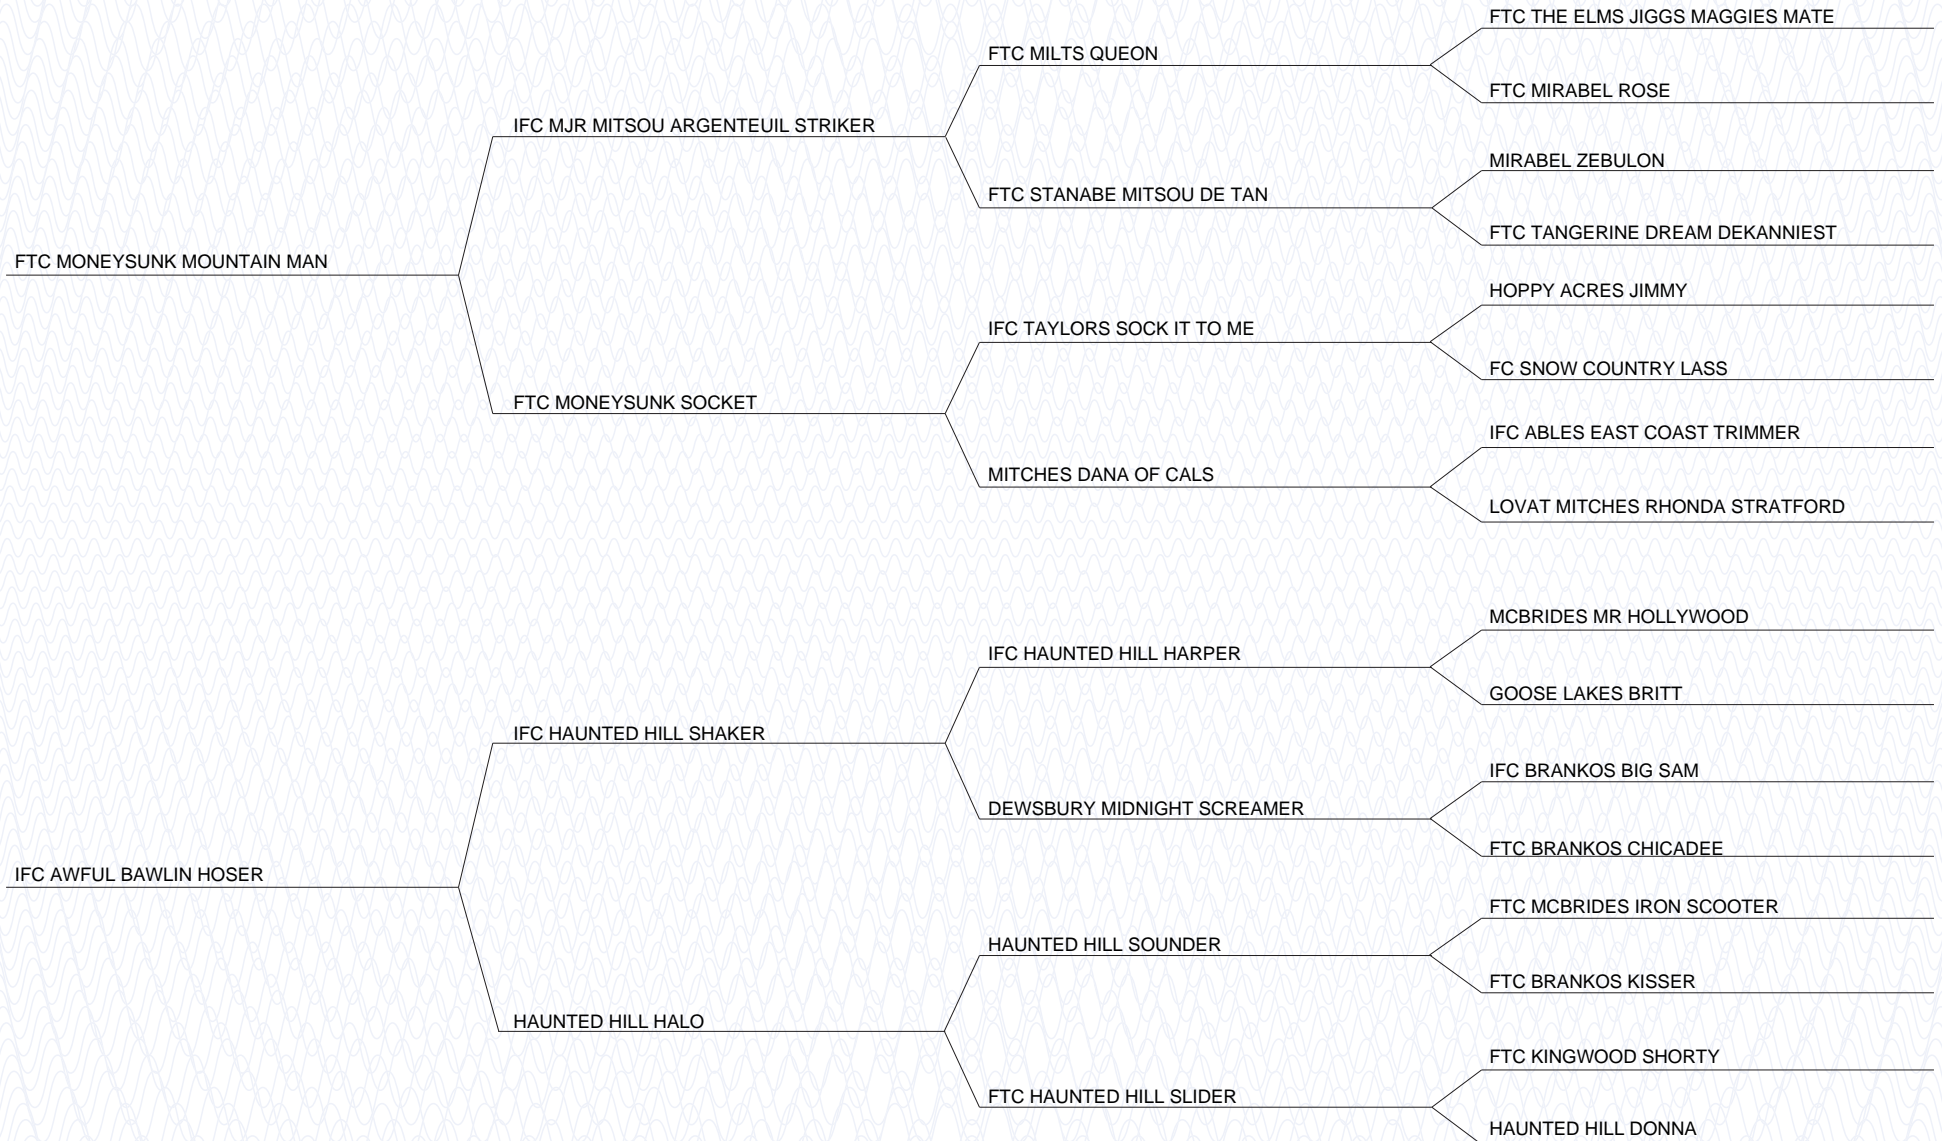 FTC THE ELMS JIGGS MAGGIES MATE
FTC MILTS QUEON
FTC MIRABEL ROSE
IFC MJR MITSOU ARGENTEUIL STRIKER
MIRABEL ZEBULON
FTC STANABE MITSOU DE TAN
FTC TANGERINE DREAM DEKANNIEST
FTC MONEYSUNK MOUNTAIN MAN
HOPPY ACRES JIMMY
IFC TAYLORS SOCK IT TO ME
FC SNOW COUNTRY LASS
FTC MONEYSUNK SOCKET
IFC ABLES EAST COAST TRIMMER
MITCHES DANA OF CALS
LOVAT MITCHES RHONDA STRATFORD
MCBRIDES MR HOLLYWOOD
IFC HAUNTED HILL HARPER
GOOSE LAKES BRITT
IFC HAUNTED HILL SHAKER
IFC BRANKOS BIG SAM
DEWSBURY MIDNIGHT SCREAMER
FTC BRANKOS CHICADEE
IFC AWFUL BAWLIN HOSER
FTC MCBRIDES IRON SCOOTER
HAUNTED HILL SOUNDER
FTC BRANKOS KISSER
HAUNTED HILL HALO
FTC KINGWOOD SHORTY
FTC HAUNTED HILL SLIDER
HAUNTED HILL DONNA